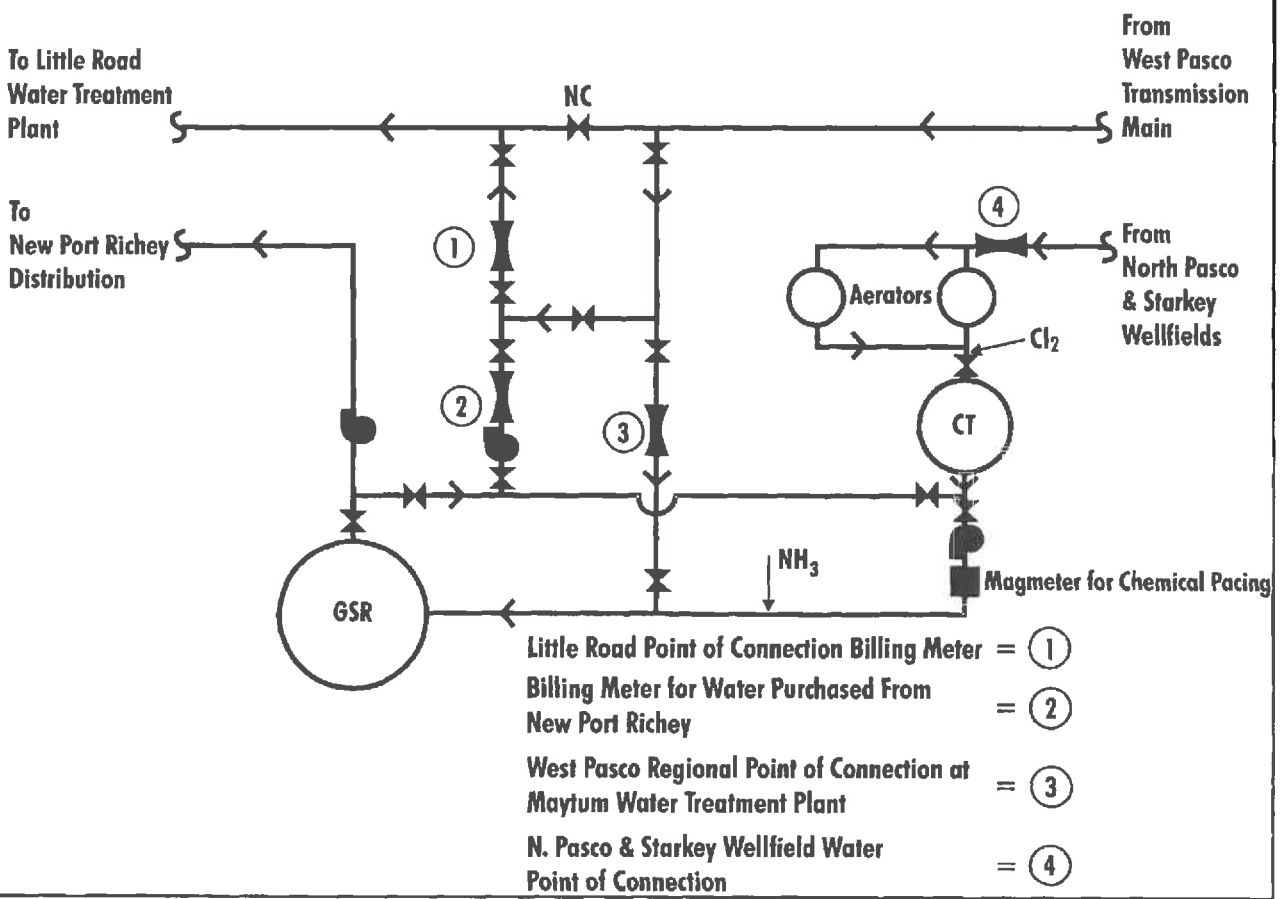 To Little Road
Water Treatment
Plant
NC
From
West Pasco
Transmission
Main
To
New Port Richey
Distribution
1
4
From
North Pasco
& Starkey
Wellfields
Aerators
Cl2
2
3
CT
NH3
Magmeter for Chemical Pacing
GSR
Little Road Point of Connection Billing Meter = 1
Billing Meter for Water Purchased From
New Port Richey = 2
West Pasco Regional Point of Connection at
Maytum Water Treatment Plant = 3
N. Pasco & Starkey Wellfield Water
Point of Connection = 4